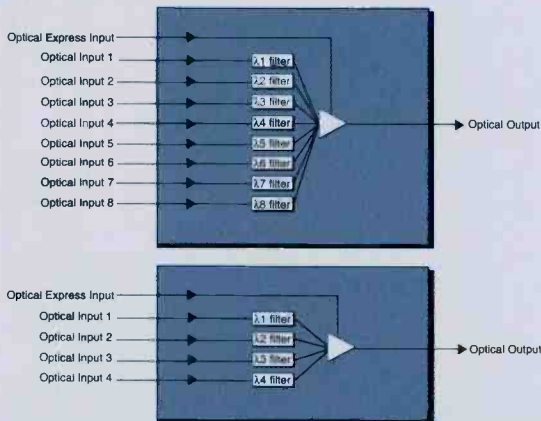 Optical Express Input
Optical Input 1
λ1 filter
Optical Input 2
λ2 filter
Optical Input 3
λ3 filter
Optical Input 4
λ4 filter
Optical Output
Optical Input 5
λ5 filter
Optical Input 6
λ6 filter
Optical Input 7
λ7 filter
Optical Input 8
λ8 filter
Optical Express Input
Optical Input 1
λ1 filter
Optical Input 2
λ2 filter
Optical Output
Optical Input 3
λ3 filter
Optical Input 4
λ4 filter